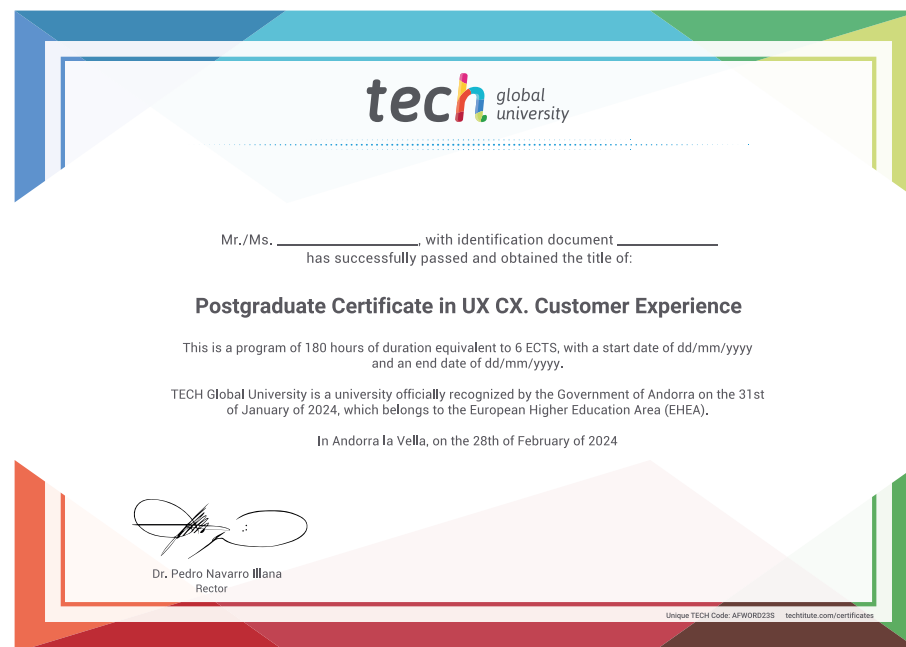 tech global university
Mr./Ms. ____________________, with identification document ______________
has successfully passed and obtained the title of:
Postgraduate Certificate in UX CX. Customer Experience
This is a program of 180 hours of duration equivalent to 6 ECTS, with a start date of dd/mm/yyyy
and an end date of dd/mm/yyyy.
TECH Global University is a university officially recognized by the Government of Andorra on the 31st
of January of 2024, which belongs to the European Higher Education Area (EHEA).
In Andorra la Vella, on the 28th of February of 2024
Dr. Pedro Navarro Illana
Rector
Unique TECH Code: AFWORD23S techtitute.com/certificates